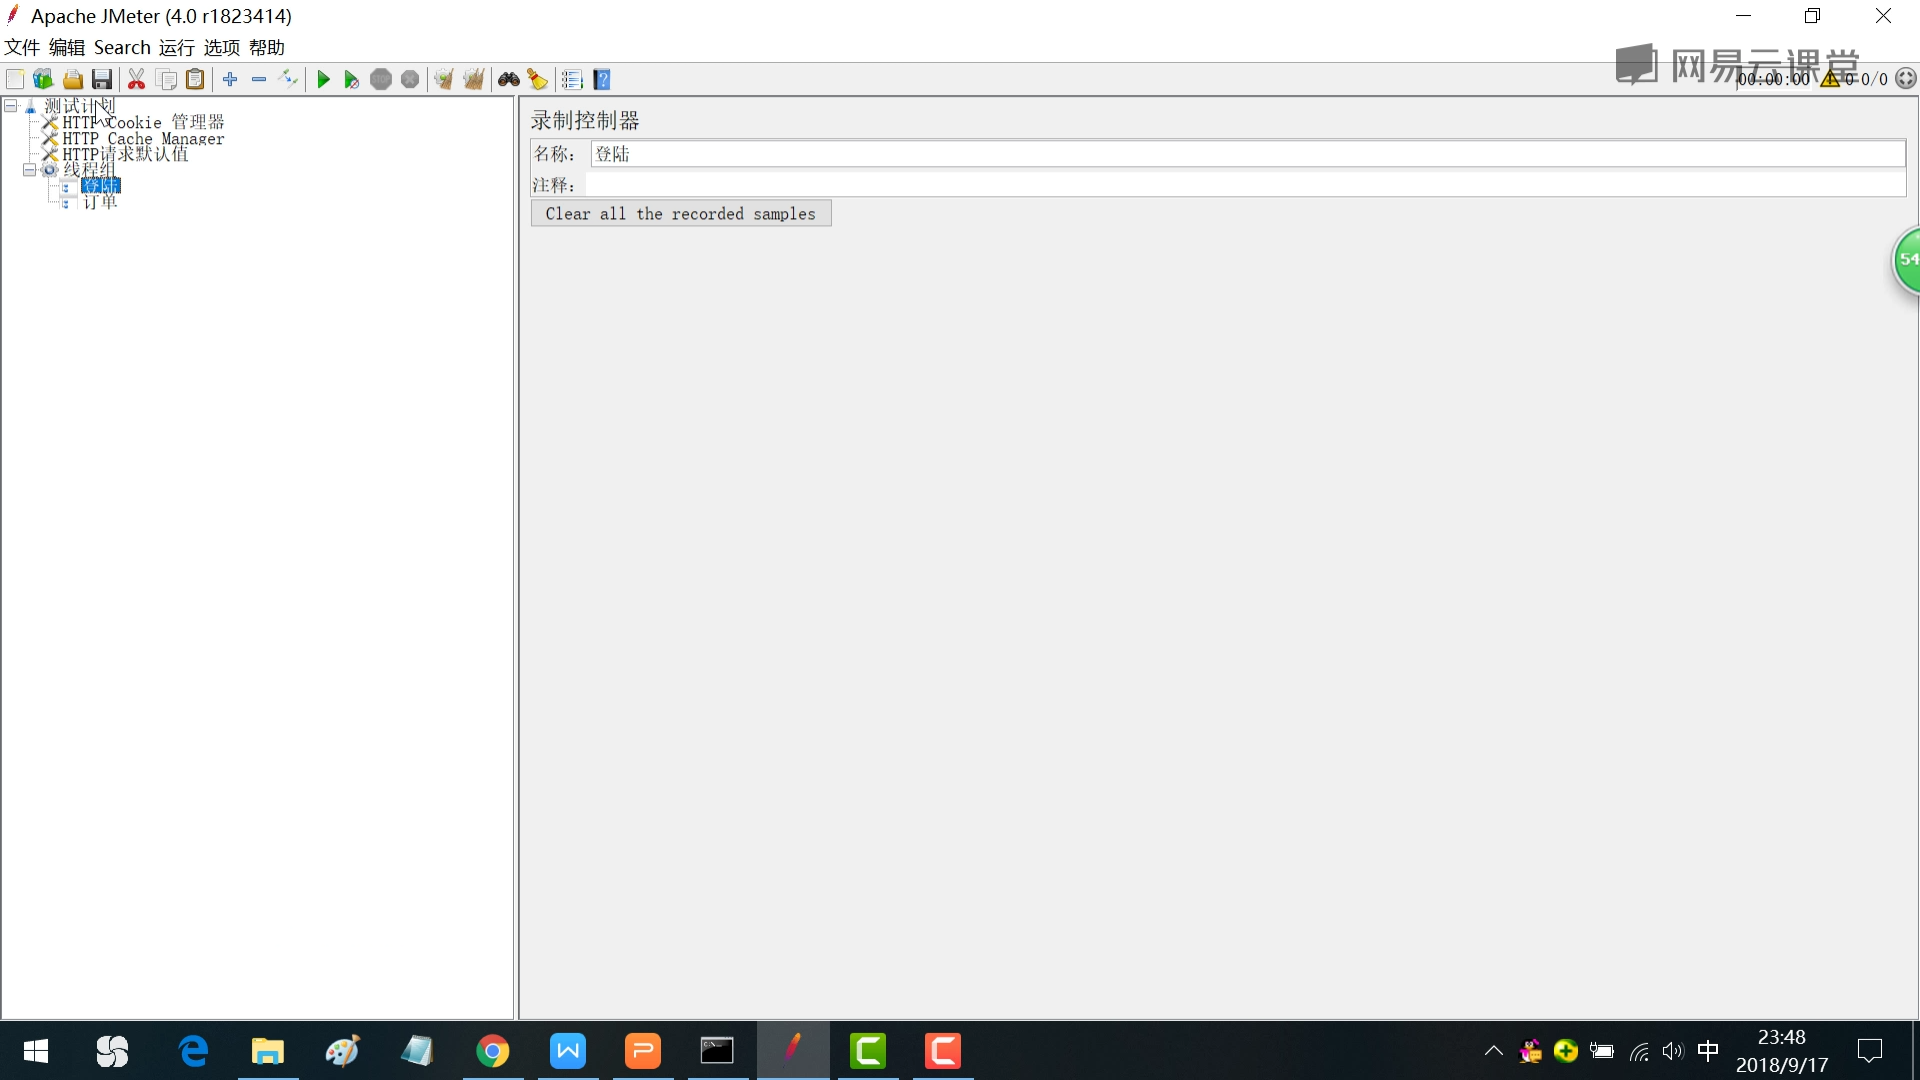 Apache JMeter (4.0 r1823414)
文件 编辑 Search 运行 选项 帮助
网易云课堂
00:00:00 0 0/0
测试计划
HTTP Cookie 管理器
HTTP Cache Manager
HTTP请求默认值
线程组
登陆
订单
录制控制器
名称： 登陆
注释：
Clear all the recorded samples
54
中
23:48
2018/9/17